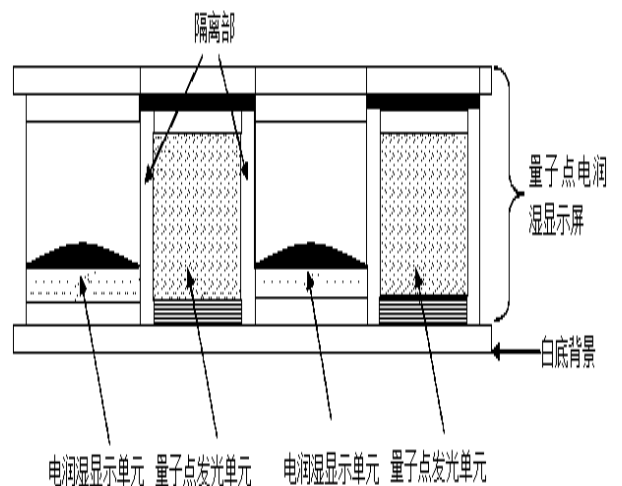 隔离部
量子点电润
湿显示屏
白底背景
电润湿显示单元 量子点发光单元 电润湿显示单元 量子点发光单元